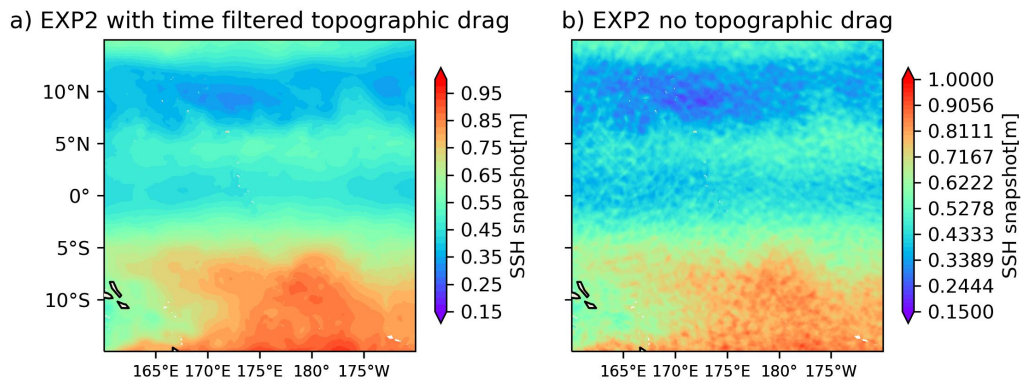 a) EXP2 with time filtered topographic drag
10°N
5°N
0°
5°S
10°S
165°E 170°E 175°E 180° 175°W
0.95
0.85
0.75
0.65
0.55
0.45
0.35
0.25
0.15
SSH snapshot[m]
b) EXP2 no topographic drag
165°E 170°E 175°E 180° 175°W
1.0000
0.9056
0.8111
0.7167
0.6222
0.5278
0.4333
0.3389
0.2444
0.1500
SSH snapshot[m]